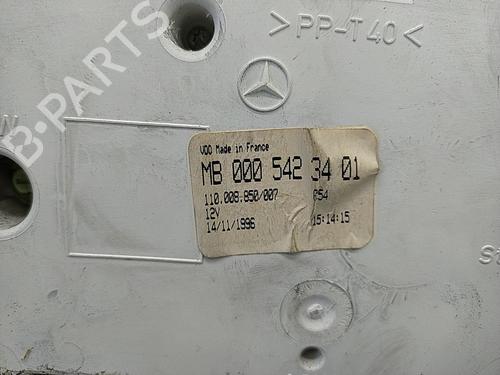 >PP-T40<
B-PARTS
VDO Made in France
MB 000 542 34 01
110.008.850/007 054
12V
14/11/1996 15:14:15